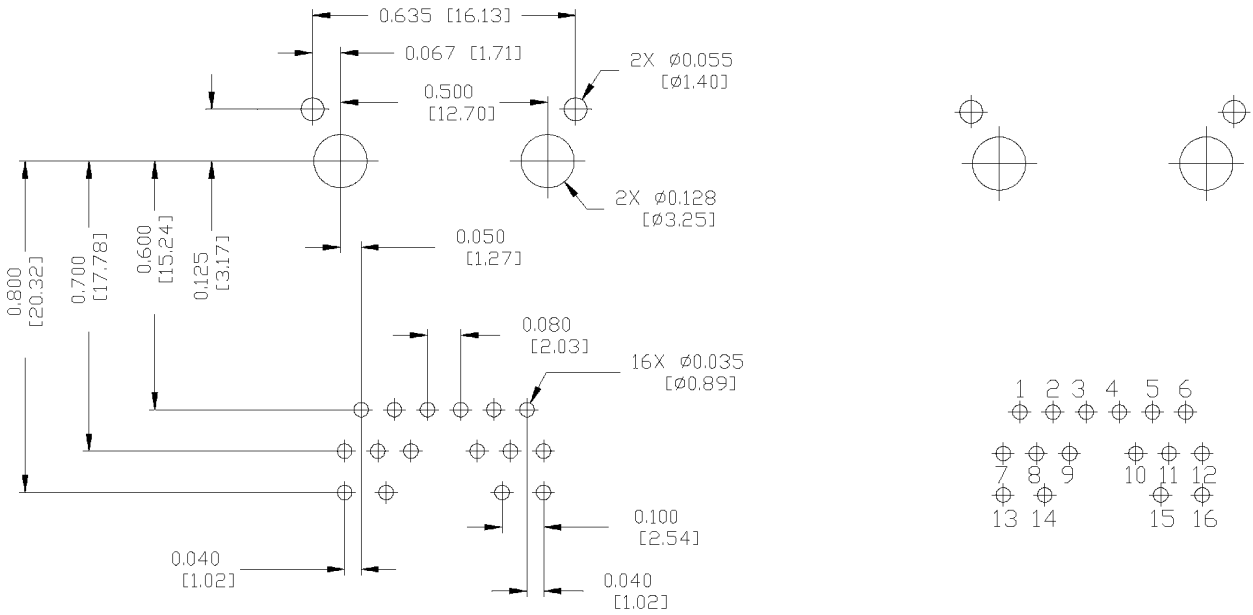 0.635 [16.13]
0.067 [1.71]
2X Ø0.055
[Ø1.40]
0.500
[12.70]
2X Ø0.128
[Ø3.25]
0.800
[20.32]
0.700
[17.78]
0.600
[15.24]
0.125
[3.17]
0.050
[1.27]
0.080
[2.03]
16X Ø0.035
[Ø0.89]
0.100
[2.54]
0.040
[1.02]
0.040
[1.02]
1 2 3 4 5 6
7 8 9 10 11 12
13 14 15 16